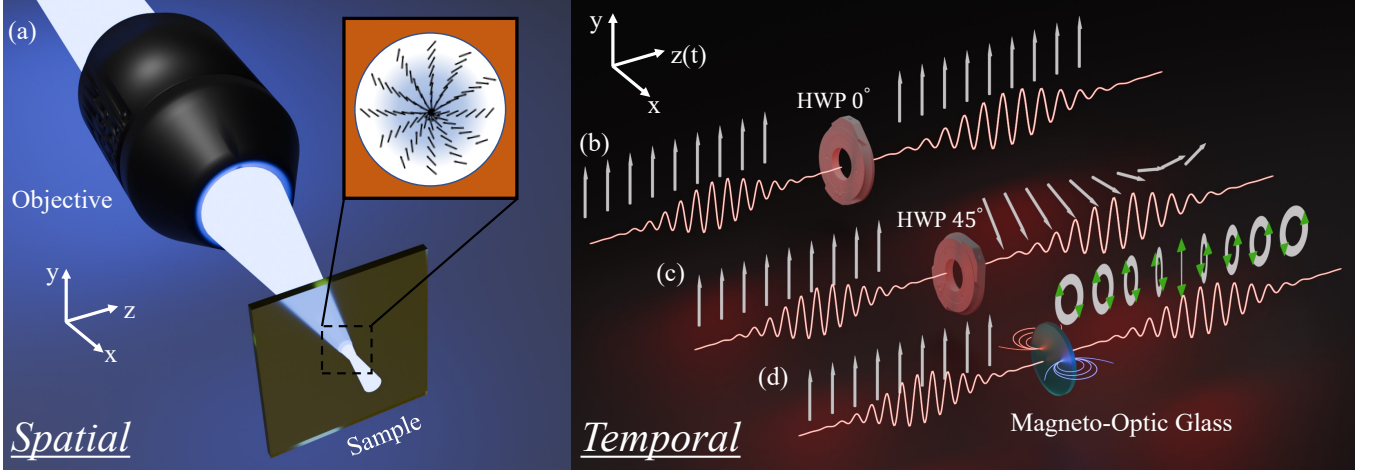 (a)
Objective
y
z
x
Sample
Spatial
y
z(t)
x
HWP 0°
(b)
HWP 45°
(c)
(d)
Magneto-Optic Glass
Temporal